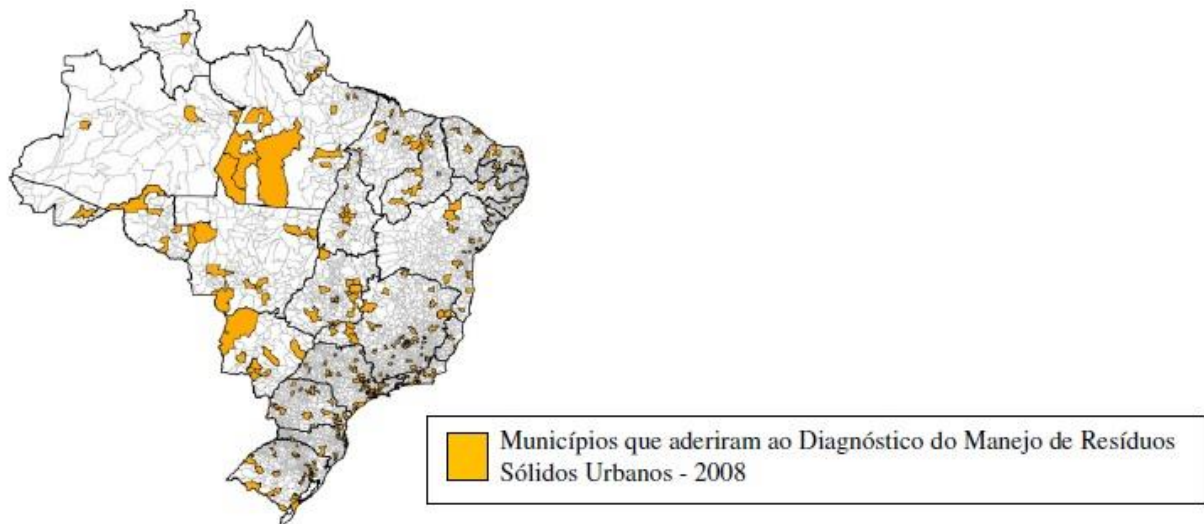 Municípios que aderiram ao Diagnóstico do Manejo de Resíduos
Sólidos Urbanos - 2008